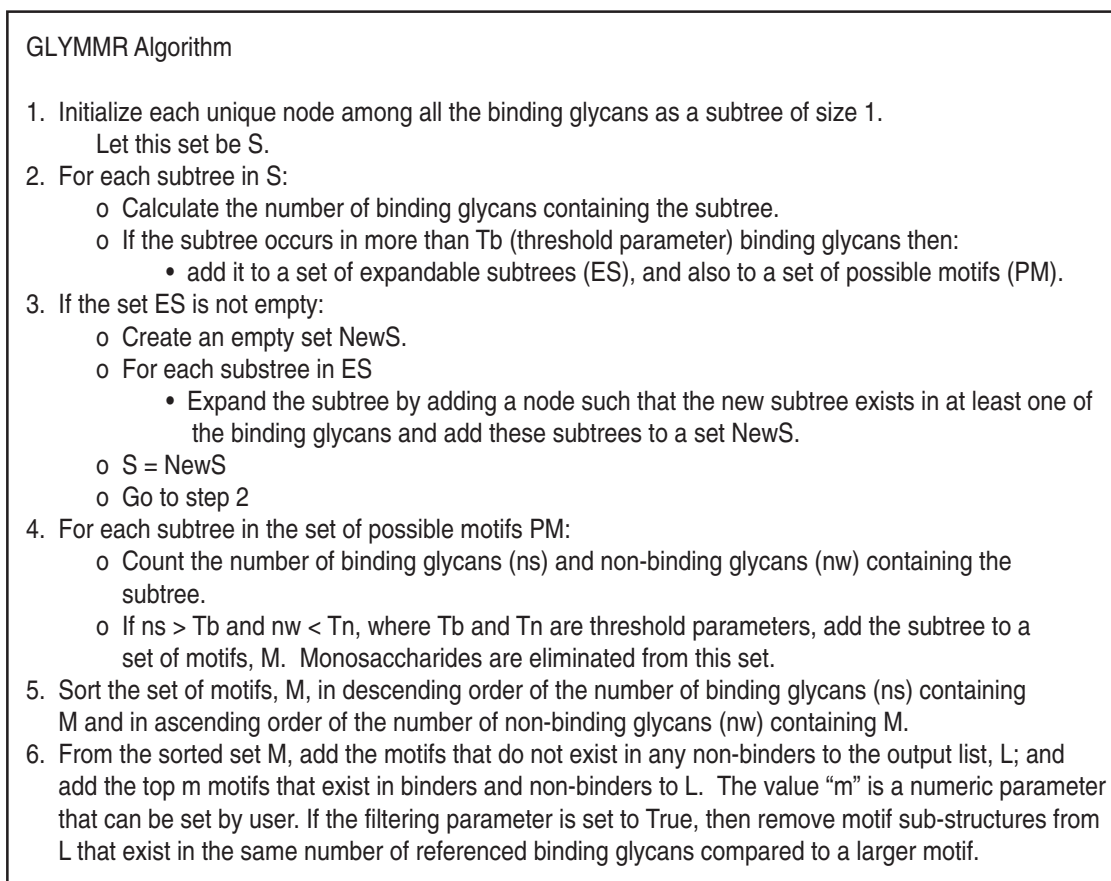 GLYMMR Algorithm
1. Initialize each unique node among all the binding glycans as a subtree of size 1.
Let this set be S.
2. For each subtree in S:
o Calculate the number of binding glycans containing the subtree.
o If the subtree occurs in more than Tb (threshold parameter) binding glycans then:
• add it to a set of expandable subtrees (ES), and also to a set of possible motifs (PM).
3. If the set ES is not empty:
o Create an empty set NewS.
o For each substree in ES
• Expand the subtree by adding a node such that the new subtree exists in at least one of
the binding glycans and add these subtrees to a set NewS.
o S = NewS
o Go to step 2
4. For each subtree in the set of possible motifs PM:
o Count the number of binding glycans (ns) and non-binding glycans (nw) containing the
subtree.
o If ns > Tb and nw < Tn, where Tb and Tn are threshold parameters, add the subtree to a
set of motifs, M.  Monosaccharides are eliminated from this set.
5. Sort the set of motifs, M, in descending order of the number of binding glycans (ns) containing
M and in ascending order of the number of non-binding glycans (nw) containing M.
6. From the sorted set M, add the motifs that do not exist in any non-binders to the output list, L; and
add the top m motifs that exist in binders and non-binders to L.  The value “m” is a numeric parameter
that can be set by user. If the filtering parameter is set to True, then remove motif sub-structures from
L that exist in the same number of referenced binding glycans compared to a larger motif.